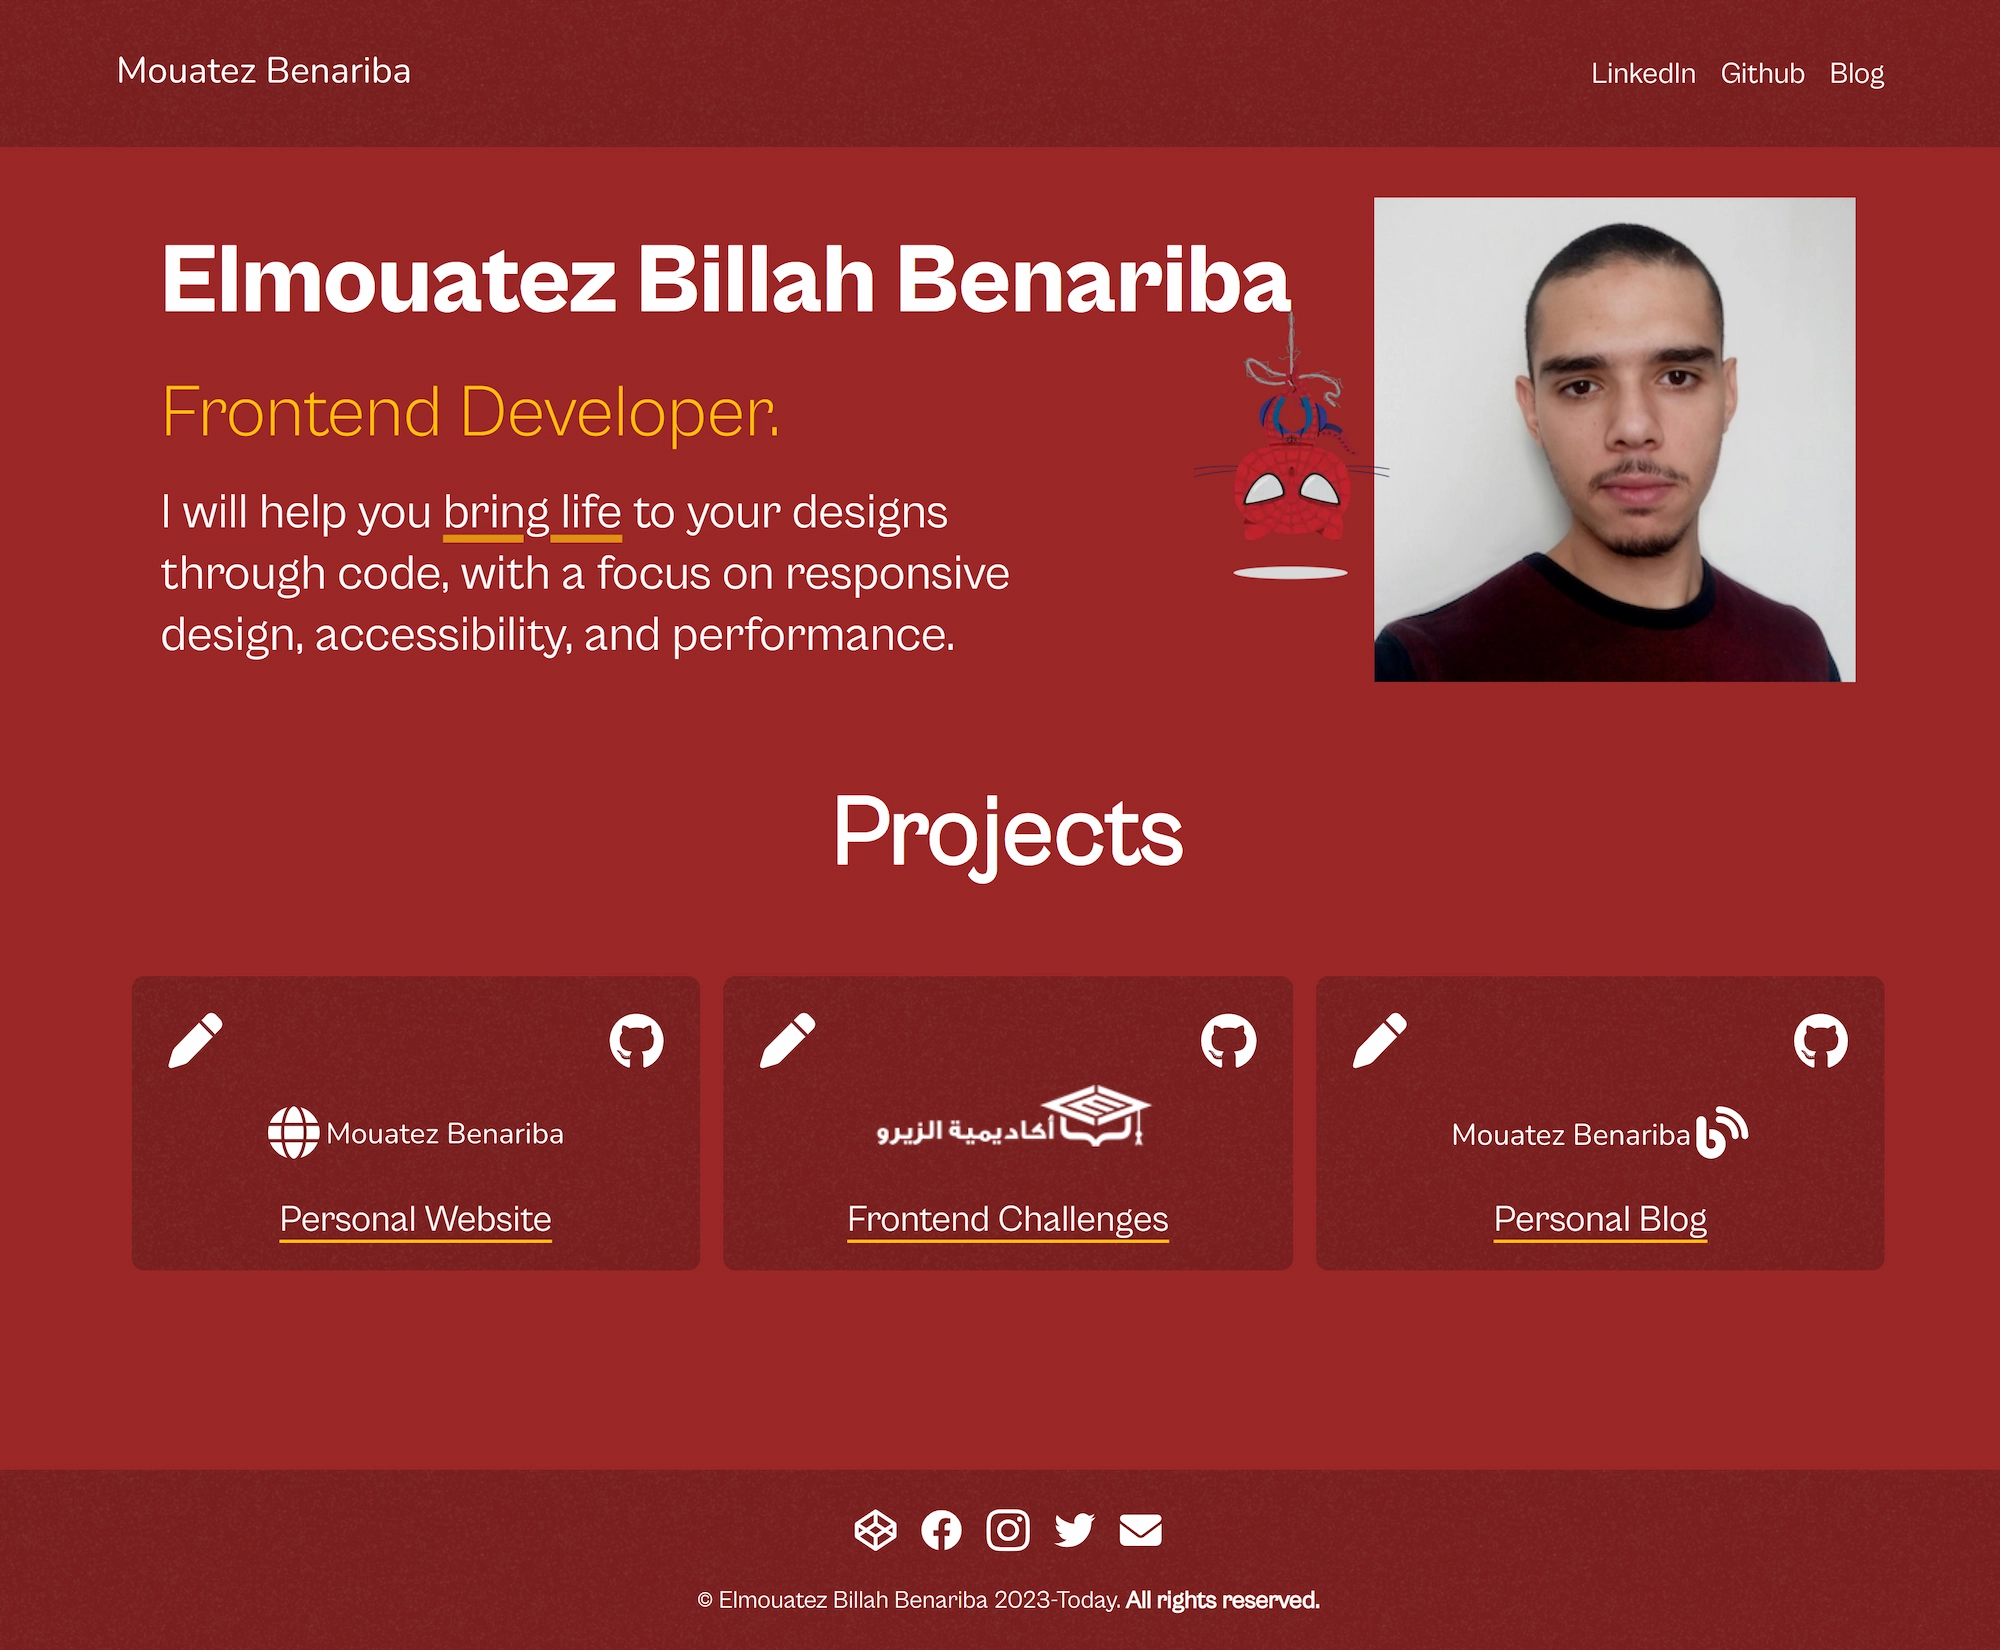 Mouatez Benariba
LinkedIn Github Blog
Elmouatez Billah Benariba
Frontend Developer.
I will help you bring life to your designs
through code, with a focus on responsive
design, accessibility, and performance.
Projects
Mouatez Benariba
Personal Website
أكاديمية الزيرو
Frontend Challenges
Mouatez Benariba
Personal Blog
© Elmouatez Billah Benariba 2023-Today. All rights reserved.